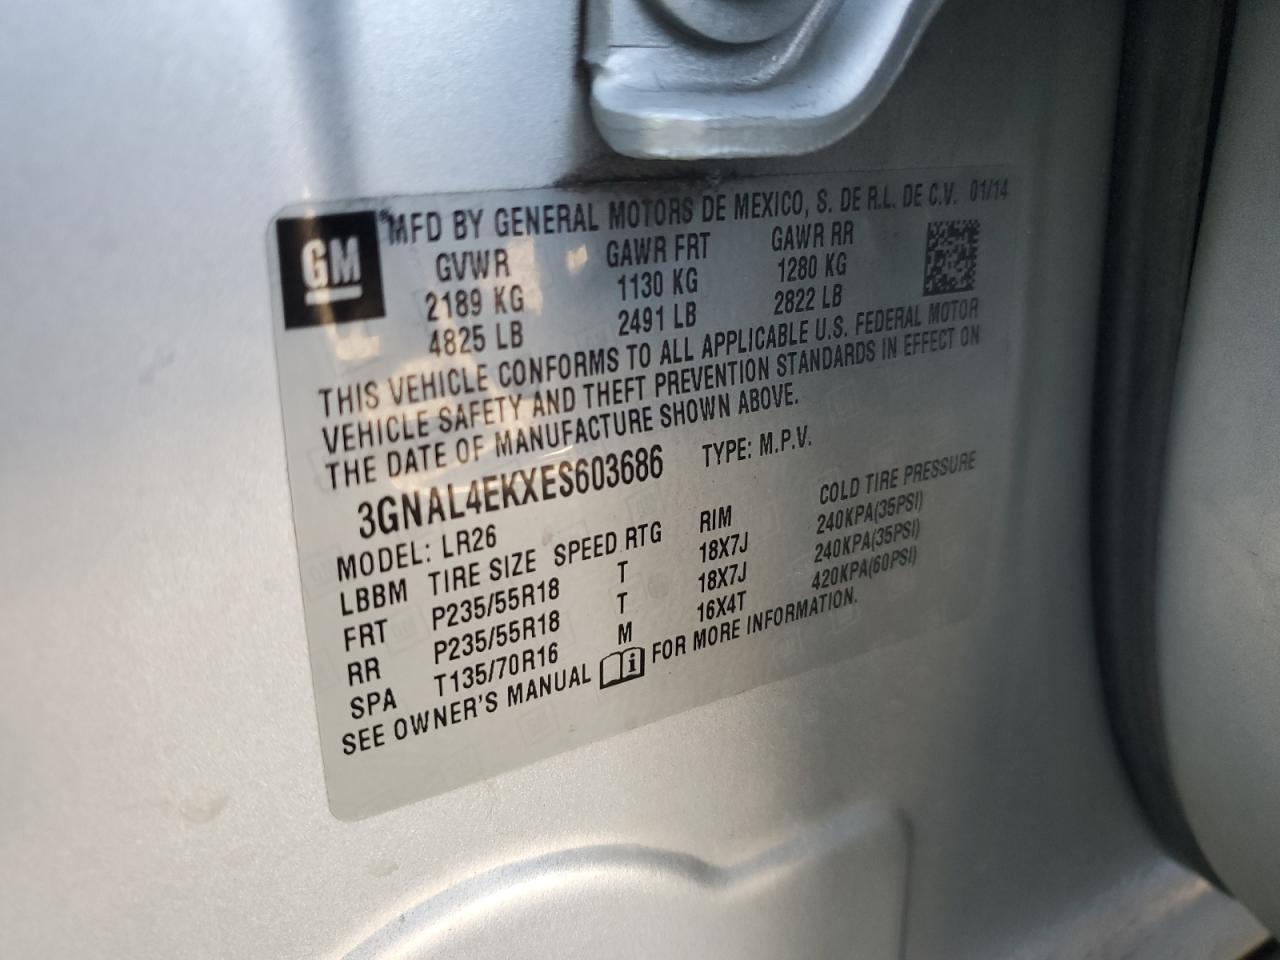 GM
MFD BY GENERAL MOTORS DE MEXICO, S. DE R.L. DE C.V. 01/14
GVWR GAWR FRT GAWR RR
2189 KG 1130 KG 1280 KG
4825 LB 2491 LB 2822 LB
THIS VEHICLE CONFORMS TO ALL APPLICABLE U.S. FEDERAL MOTOR
VEHICLE SAFETY AND THEFT PREVENTION STANDARDS IN EFFECT ON
THE DATE OF MANUFACTURE SHOWN ABOVE.
3GNAL4EKXES603686 TYPE: M.P.V.
MODEL: LR26
LBBM TIRE SIZE SPEED RTG RIM COLD TIRE PRESSURE
FRT P235/55R18 T 18X7J 240KPA(35PSI)
RR P235/55R18 T 18X7J 240KPA(35PSI)
SPA T135/70R16 M 16X4T 420KPA(60PSI)
SEE OWNER'S MANUAL FOR MORE INFORMATION.